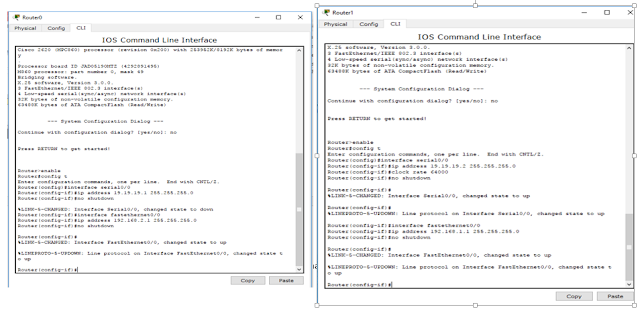 Router0
Physical Config CLI
IOS Command Line Interface
Cisco 2620 (MPC860) processor (revision 0x200) with 253952K/8192K bytes of memor
y
Processor board ID JAD05190MTZ (4292891495)
M860 processor: part number 0, mask 49
Bridging software.
X.25 software, Version 3.0.0.
3 FastEthernet/IEEE 802.3 interface(s)
4 Low-speed serial(sync/async) network interface(s)
32K bytes of non-volatile configuration memory.
63488K bytes of ATA CompactFlash (Read/Write)
--- System Configuration Dialog ---
Continue with configuration dialog? [yes/no]: no
Press RETURN to get started!
Router>enable
Router#config t
Enter configuration commands, one per line. End with CNTL/Z.
Router(config)#interface serial0/0
Router(config-if)#ip address 19.19.19.1 255.255.255.0
Router(config-if)#no shutdown
%LINK-5-CHANGED: Interface Serial0/0, changed state to down
Router(config-if)#interface fastethernet0/0
Router(config-if)#ip address 192.168.2.1 255.255.255.0
Router(config-if)#no shutdown
Router(config-if)#
%LINK-5-CHANGED: Interface FastEthernet0/0, changed state to up
%LINEPROTO-5-UPDOWN: Line protocol on Interface FastEthernet0/0, changed state t
o up
Router(config-if)#
Copy Paste
Router1
Physical Config CLI
IOS Command Line Interface
X.25 software, Version 3.0.0.
3 FastEthernet/IEEE 802.3 interface(s)
4 Low-speed serial(sync/async) network interface(s)
32K bytes of non-volatile configuration memory.
63488K bytes of ATA CompactFlash (Read/Write)
--- System Configuration Dialog ---
Continue with configuration dialog? [yes/no]: no
Press RETURN to get started!
Router>enable
Router#config t
Enter configuration commands, one per line. End with CNTL/Z.
Router(config)#interface serial0/0
Router(config-if)#ip address 19.19.19.2 255.255.255.0
Router(config-if)#clock rate 64000
Router(config-if)#no shutdown
Router(config-if)#
%LINK-5-CHANGED: Interface Serial0/0, changed state to up
Router(config-if)#
%LINEPROTO-5-UPDOWN: Line protocol on Interface Serial0/0, changed state to up
Router(config-if)#interface fastethernet0/0
Router(config-if)#ip address 192.168.1.1 255.255.255.0
Router(config-if)#no shutdown
Router(config-if)#
%LINK-5-CHANGED: Interface FastEthernet0/0, changed state to up
%LINEPROTO-5-UPDOWN: Line protocol on Interface FastEthernet0/0, changed state t
o up
Router(config-if)#
Copy Paste